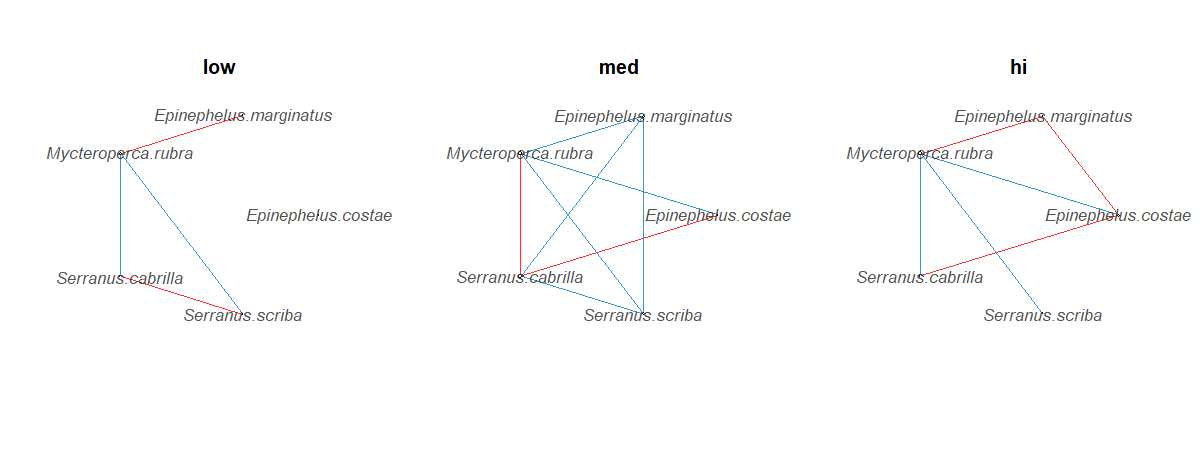 low
Epinephelus.marginatus
Mycteroperca.rubra
Epinephelus.costae
Serranus.cabrilla
Serranus.scriba
med
Epinephelus.marginatus
Mycteroperca.rubra
Epinephelus.costae
Serranus.cabrilla
Serranus.scriba
hi
Epinephelus.marginatus
Mycteroperca.rubra
Epinephelus.costae
Serranus.cabrilla
Serranus.scriba